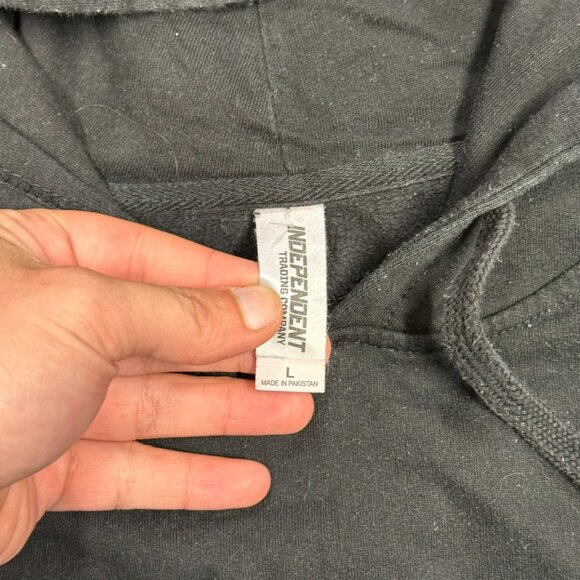 INDEPENDENT
TRADING COMPANY
L
MADE IN PAKISTAN